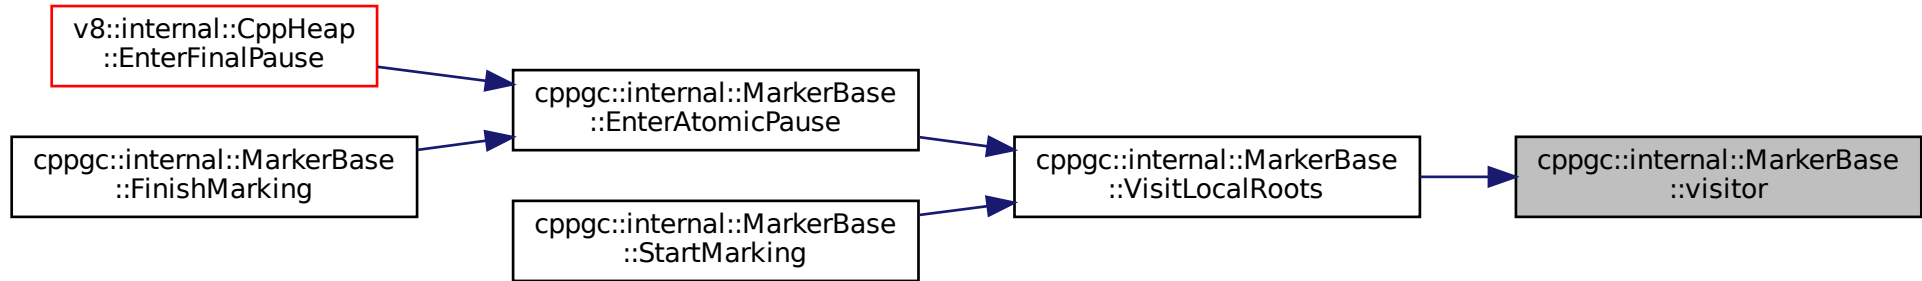 v8::internal::CppHeap
::EnterFinalPause
cppgc::internal::MarkerBase
::FinishMarking
cppgc::internal::MarkerBase
::EnterAtomicPause
cppgc::internal::MarkerBase
::StartMarking
cppgc::internal::MarkerBase
::VisitLocalRoots
cppgc::internal::MarkerBase
::visitor